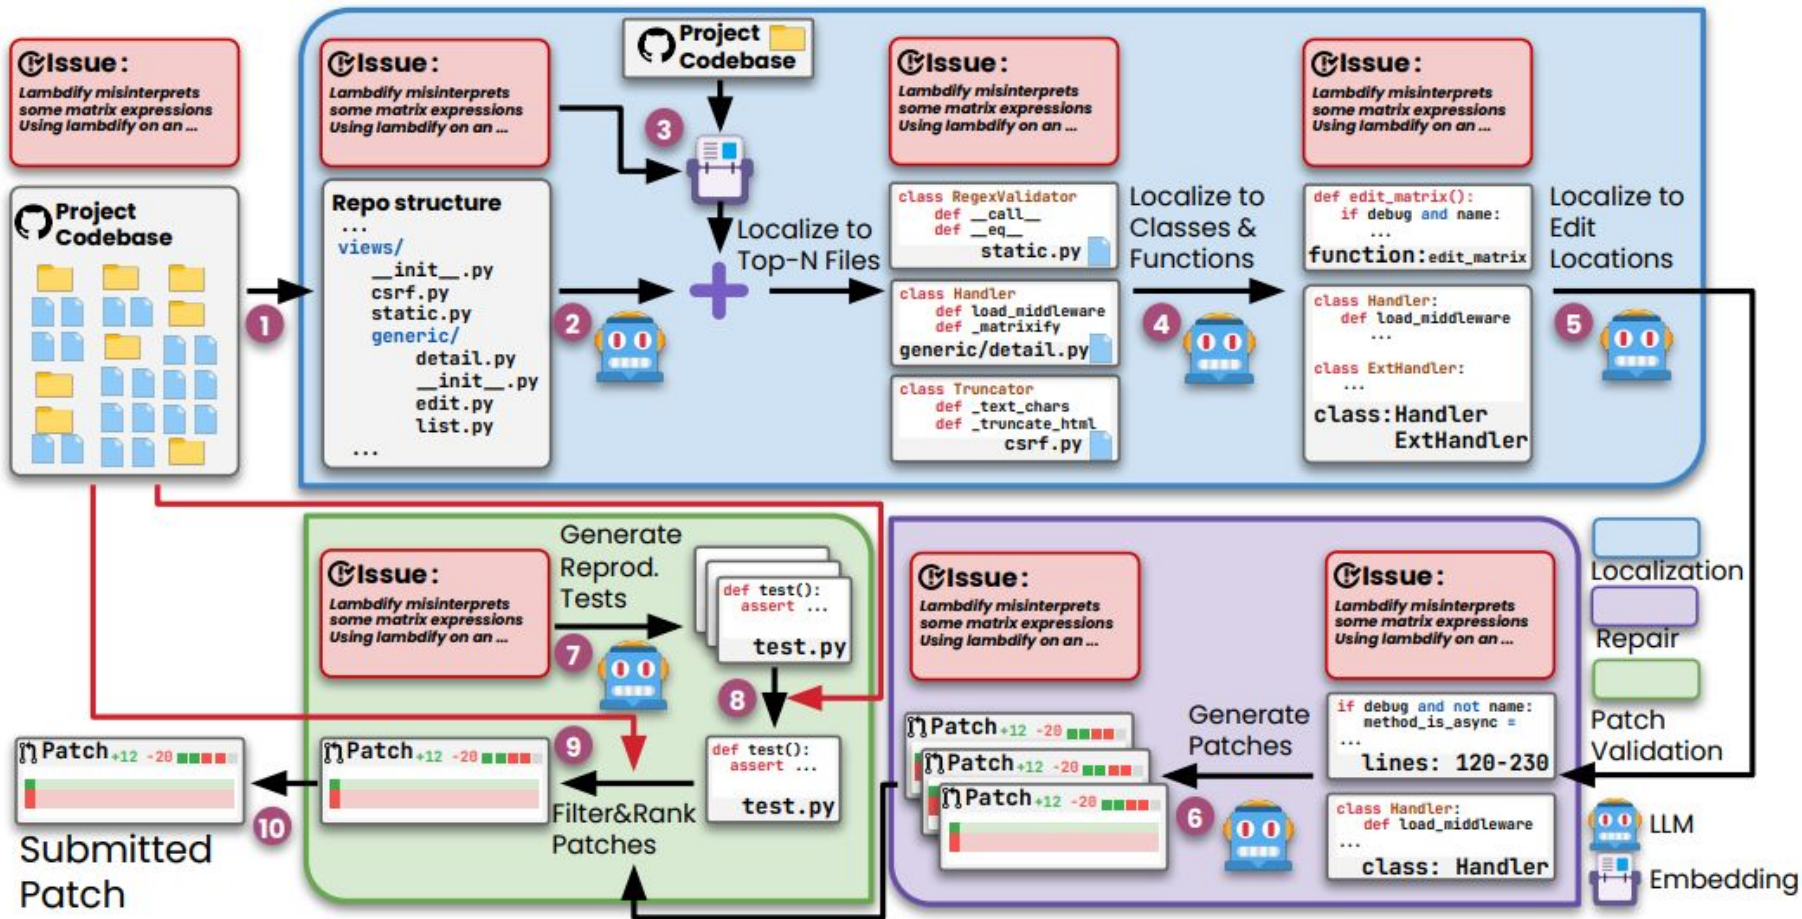 Issue:
Lambdify misinterprets
some matrix expressions
Using lambdify on an ...
Project
Codebase
1
Issue:
Lambdify misinterprets
some matrix expressions
Using lambdify on an ...
Repo structure
...
views/
__init__.py
csrf.py
static.py
generic/
detail.py
__init__.py
edit.py
list.py
...
2
Project
Codebase
3
Localize to
Top-N Files
Issue:
Lambdify misinterprets
some matrix expressions
Using lambdify on an ...
class RegexValidator
def __call__
def __eq__
static.py
class Handler
def load_middleware
def _matrixify
generic/detail.py
class Truncator
def _text_chars
def _truncate_html
csrf.py
Localize to
Classes &
Functions
4
Issue:
Lambdify misinterprets
some matrix expressions
Using lambdify on an ...
def edit_matrix():
if debug and name:
...
function:edit_matrix
class Handler:
def load_middleware
...
class ExtHandler:
...
class:Handler
ExtHandler
Localize to
Edit
Locations
5
Issue:
Lambdify misinterprets
some matrix expressions
Using lambdify on an ...
if debug and not name:
method_is_async =
...
lines: 120-230
class Handler:
def load_middleware
...
class: Handler
Generate
Patches
6
Issue:
Lambdify misinterprets
some matrix expressions
Using lambdify on an ...
Patch +12 -20
Patch +12 -20
Patch +12 -20
Issue:
Lambdify misinterprets
some matrix expressions
Using lambdify on an ...
Generate
Reprod.
Tests
7
def test():
assert ...
test.py
8
def test():
assert ...
test.py
9
Filter&Rank
Patches
Patch +12 -20
10
Patch +12 -20
Submitted
Patch
Localization
Repair
Patch
Validation
LLM
Embedding